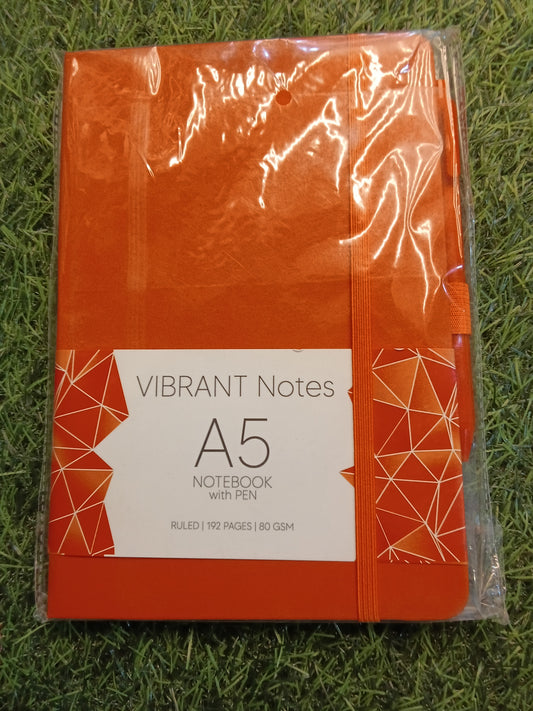 VIBRANT Notes
A5
NOTEBOOK
with PEN
RULED | 192 PAGES | 80 GSM